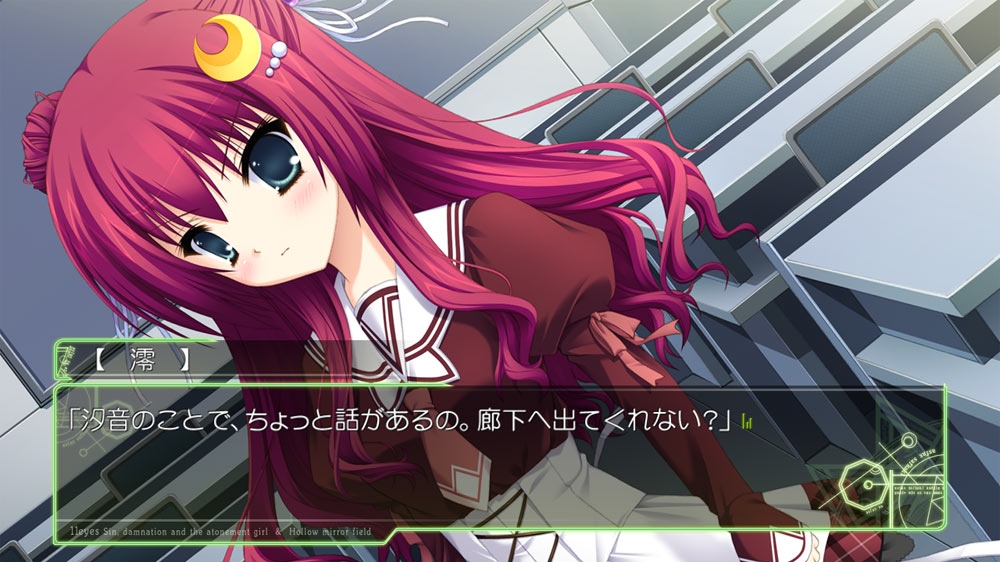 【 澪 】
「汐音のことで、ちょっと話があるの。廊下へ出てくれない?」
11eyes Sin, damnation and the atonement girl & Hollow mirror field